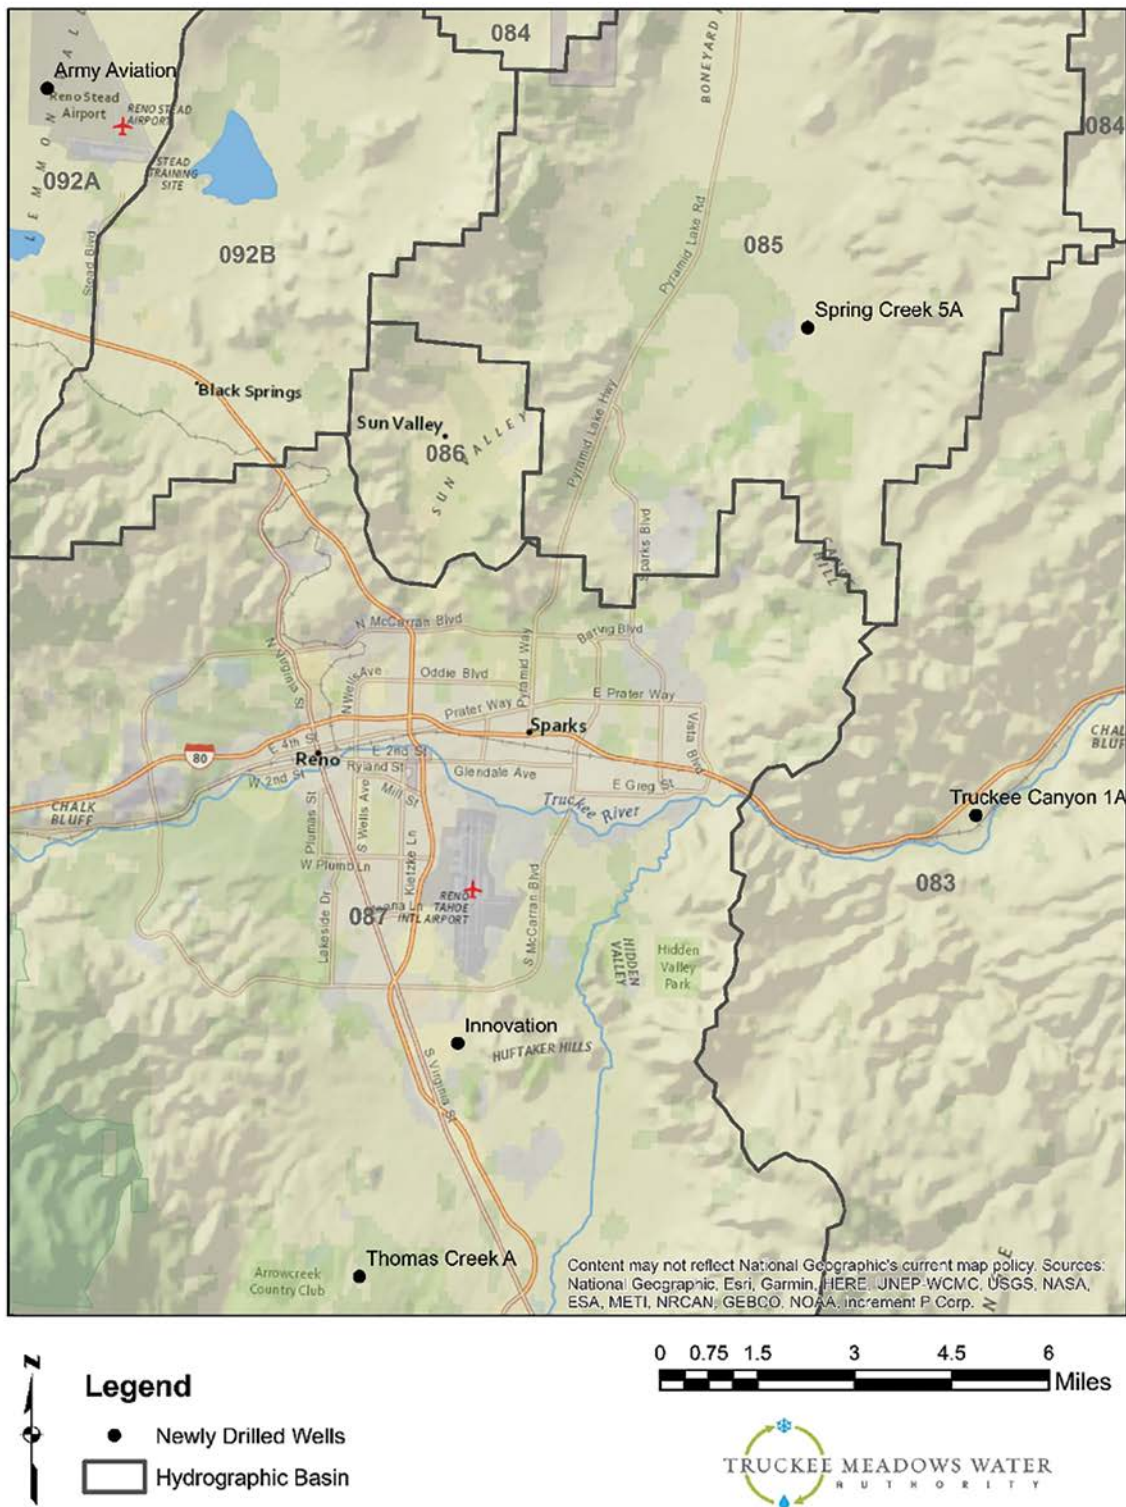 084
BONEYARD
Army Aviation
Reno Stead
Airport
RENO STEAD
AIRPORT
LEMMON
STEAD
TRAINING
SITE
084
092A
092B
085
Stead Blvd
Pyramid Lake Rd
Spring Creek 5A
Black Springs
Sun Valley
086
SUN VALLEY
Pyramid Lake Hwy
Sparks Blvd
HILL
N McCarran Blvd
N Virginia St
N Wells Ave
Oddie Blvd
Pyramid Way
E Prater Way
Prater Way
Vista Blvd
Sparks
80
E 4th St
Reno
E 2nd St
W 2nd St
Ryland St
Glendale Ave
E Greg St
Mill St
Truckee River
CHALK
BLUFF
Truckee Canyon 1A
CHALK
BLUFF
Plumas St
S Wells Ave
Kietzke Ln
W Plumb Ln
083
S McCarran Blvd
RENO
TAHOE
INTL AIRPORT
087
Lakeside Dr
HIDDEN
VALLEY
Hidden
Valley
Park
Innovation
HUFTAKER HILLS
S Virginia St
Thomas Creek A
Arrowcreek
Country Club
Content may not reflect National Geographic's current map policy. Sources:
National Geographic, Esri, Garmin, HERE, UNEP-WCMC, USGS, NASA,
ESA, METI, NRCAN, GEBCO, NOAA, increment P Corp.
N
0 0.75 1.5 3 4.5 6
Miles
Legend
Newly Drilled Wells
Hydrographic Basin
TRUCKEE MEADOWS WATER
AUTHORITY